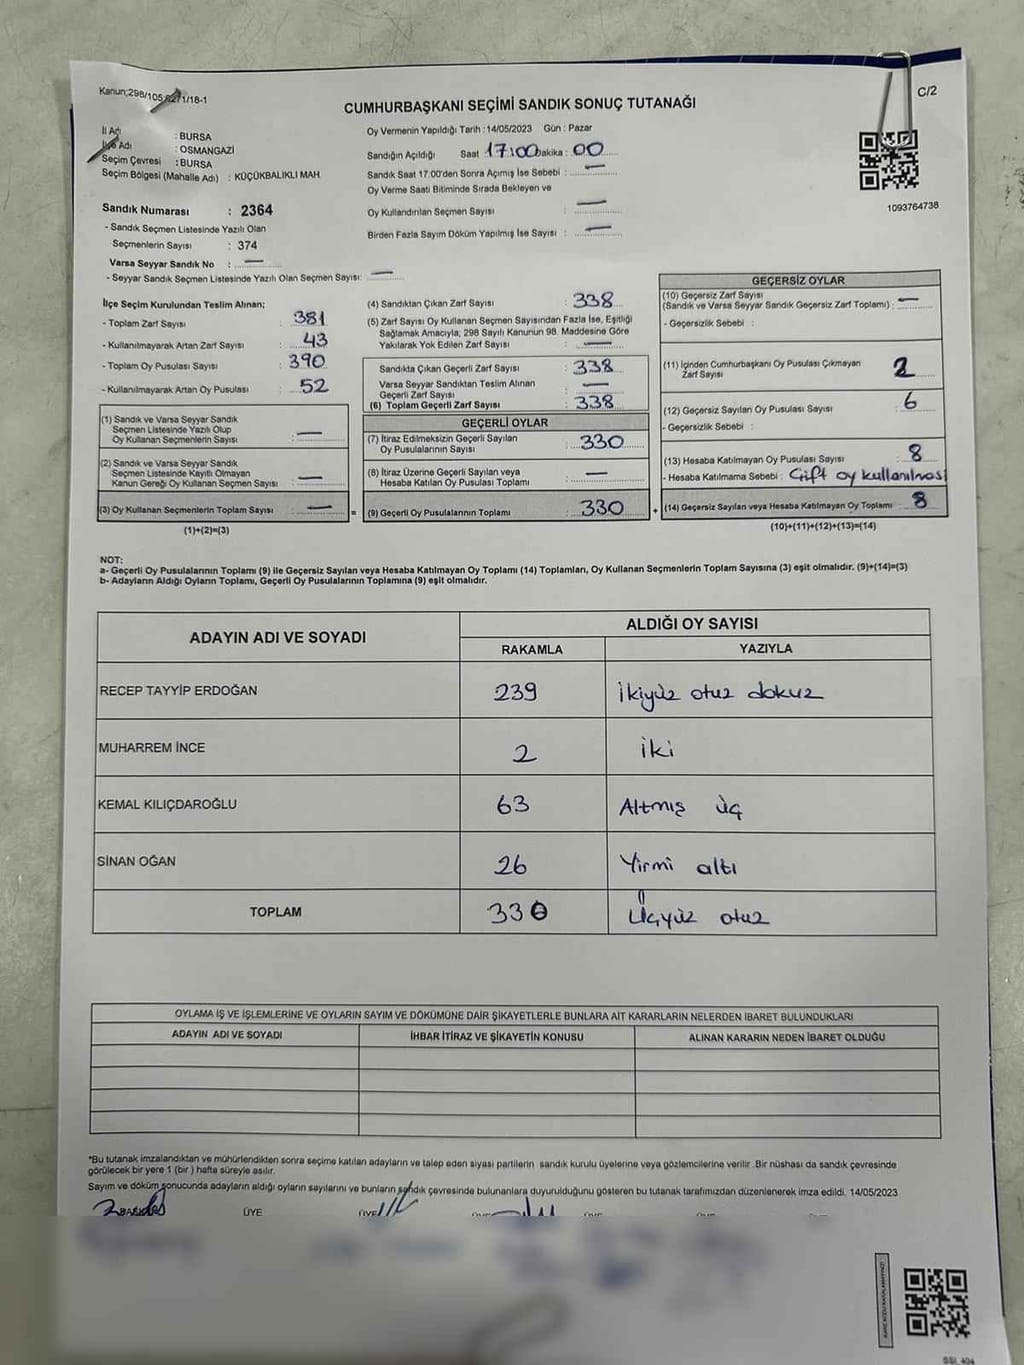 Kanun:298/105-271/18-1
C/2
CUMHURBAŞKANI SEÇİMİ SANDIK SONUÇ TUTANAĞI
İl Adı : BURSA
İlçe Adı : OSMANGAZİ
Seçim Çevresi : BURSA
Seçim Bölgesi (Mahalle Adı) : KÜÇÜKBALIKLI MAH
Sandık Numarası : 2364
- Sandık Seçmen Listesinde Yazılı Olan
Seçmenlerin Sayısı : 374
Varsa Seyyar Sandık No : —
- Seyyar Sandık Seçmen Listesinde Yazılı Olan Seçmen Sayısı: —
Oy Vermenin Yapıldığı Tarih :14/05/2023 Gün : Pazar
Sandığın Açıldığı Saat 17:00 Dakika : 00
Sandık Saat 17.00'den Sonra Açımış İse Sebebi : —
Oy Verme Saati Bitiminde Sırada Bekleyen ve
Oy Kullandırılan Seçmen Sayısı : —
Birden Fazla Sayım Döküm Yapılmış İse Sayısı : —
1093764738
İlçe Seçim Kurulundan Teslim Alınan;
- Toplam Zarf Sayısı : 381
- Kullanılmayarak Artan Zarf Sayısı : 43
- Toplam Oy Pusulası Sayısı : 390
- Kullanılmayarak Artan Oy Pusulası : 52
(1) Sandık ve Varsa Seyyar Sandık
Seçmen Listesinde Yazılı Olup
Oy Kullanan Seçmenlerin Sayısı : —
(2) Sandık ve Varsa Seyyar Sandık
Seçmen Listesinde Kayıtlı Olmayan
Kanun Gereği Oy Kullanan Seçmen Sayısı : —
(3) Oy Kullanan Seçmenlerin Toplam Sayısı : —
(1)+(2)=(3)
(4) Sandıktan Çıkan Zarf Sayısı : 338
(5) Zarf Sayısı Oy Kullanan Seçmen Sayısından Fazla İse, Eşitliği
Sağlamak Amacıyla; 298 Sayılı Kanunun 98. Maddesine Göre
Yakılarak Yok Edilen Zarf Sayısı : —
Sandıkta Çıkan Geçerli Zarf Sayısı : 338
Varsa Seyyar Sandıktan Teslim Alınan
Geçerli Zarf Sayısı : —
(6) Toplam Geçerli Zarf Sayısı : 338
GEÇERLİ OYLAR
(7) İtiraz Edilmeksizin Geçerli Sayılan
Oy Pusulalarının Sayısı : 330
(8) İtiraz Üzerine Geçerli Sayılan veya
Hesaba Katılan Oy Pusulası Toplamı : —
= (9) Geçerli Oy Pusulalarının Toplamı : 330
GEÇERSİZ OYLAR
(10) Geçersiz Zarf Sayısı
(Sandık ve Varsa Seyyar Sandık Geçersiz Zarf Toplamı) : —
- Geçersizlik Sebebi :
(11) İçinden Cumhurbaşkanı Oy Pusulası Çıkmayan
Zarf Sayısı : 2
(12) Geçersiz Sayılan Oy Pusulası Sayısı : 6
- Geçersizlik Sebebi :
(13) Hesaba Katılmayan Oy Pusulası Sayısı : 8
- Hesaba Katılmama Sebebi : Çift oy kullanılması
+ (14) Geçersiz Sayılan veya Hesaba Katılmayan Oy Toplamı : 8
(10)+(11)+(12)+(13)=(14)
NOT:
a- Geçerli Oy Pusulalarının Toplamı (9) ile Geçersiz Sayılan veya Hesaba Katılmayan Oy Toplamı (14) Toplamları, Oy Kullanan Seçmenlerin Toplam Sayısına (3) eşit olmalıdır. (9)+(14)=(3)
b- Adayların Aldığı Oyların Toplamı, Geçerli Oy Pusulalarının Toplamına (9) eşit olmalıdır.
ADAYIN ADI VE SOYADI ALDIĞI OY SAYISI
RAKAMLA YAZIYLA
RECEP TAYYİP ERDOĞAN 239 ikiyüz otuz dokuz
MUHARREM İNCE 2 iki
KEMAL KILIÇDAROĞLU 63 Altmış üç
SİNAN OĞAN 26 Yirmi altı
TOPLAM 330 Üçyüz otuz
OYLAMA İŞ VE İŞLEMLERİNE VE OYLARIN SAYIM VE DÖKÜMÜNE DAİR ŞİKAYETLERLE BUNLARA AİT KARARLARIN NELERDEN İBARET BULUNDUKLARI
ADAYIN ADI VE SOYADI İHBAR İTİRAZ VE ŞİKAYETİN KONUSU ALINAN KARARIN NEDEN İBARET OLDUĞU
*Bu tutanak imzalandıktan ve mühürlendikten sonra seçime katılan adayların ve talep eden siyasi partilerin sandık kurulu üyelerine veya gözlemcilerine verilir .Bir nüshası da sandık çevresinde
görülecek bir yere 1 (bir ) hafta süreyle asılır.
Sayım ve döküm sonucunda adayların aldığı oyların sayılarını ve bunların sandık çevresinde bulunanlara duyurulduğunu gösteren bu tutanak tarafımızdan düzenlenerek imza edildi. 14/05/2023
BAŞKAN ÜYE ÜYE ÜYE ÜYE